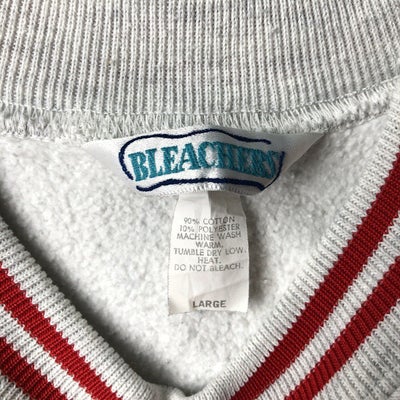 BLEACHERS
90% COTTON
10% POLYESTER
MACHINE WASH
WARM.
TUMBLE DRY LOW.
HEAT.
DO NOT BLEACH.
LARGE